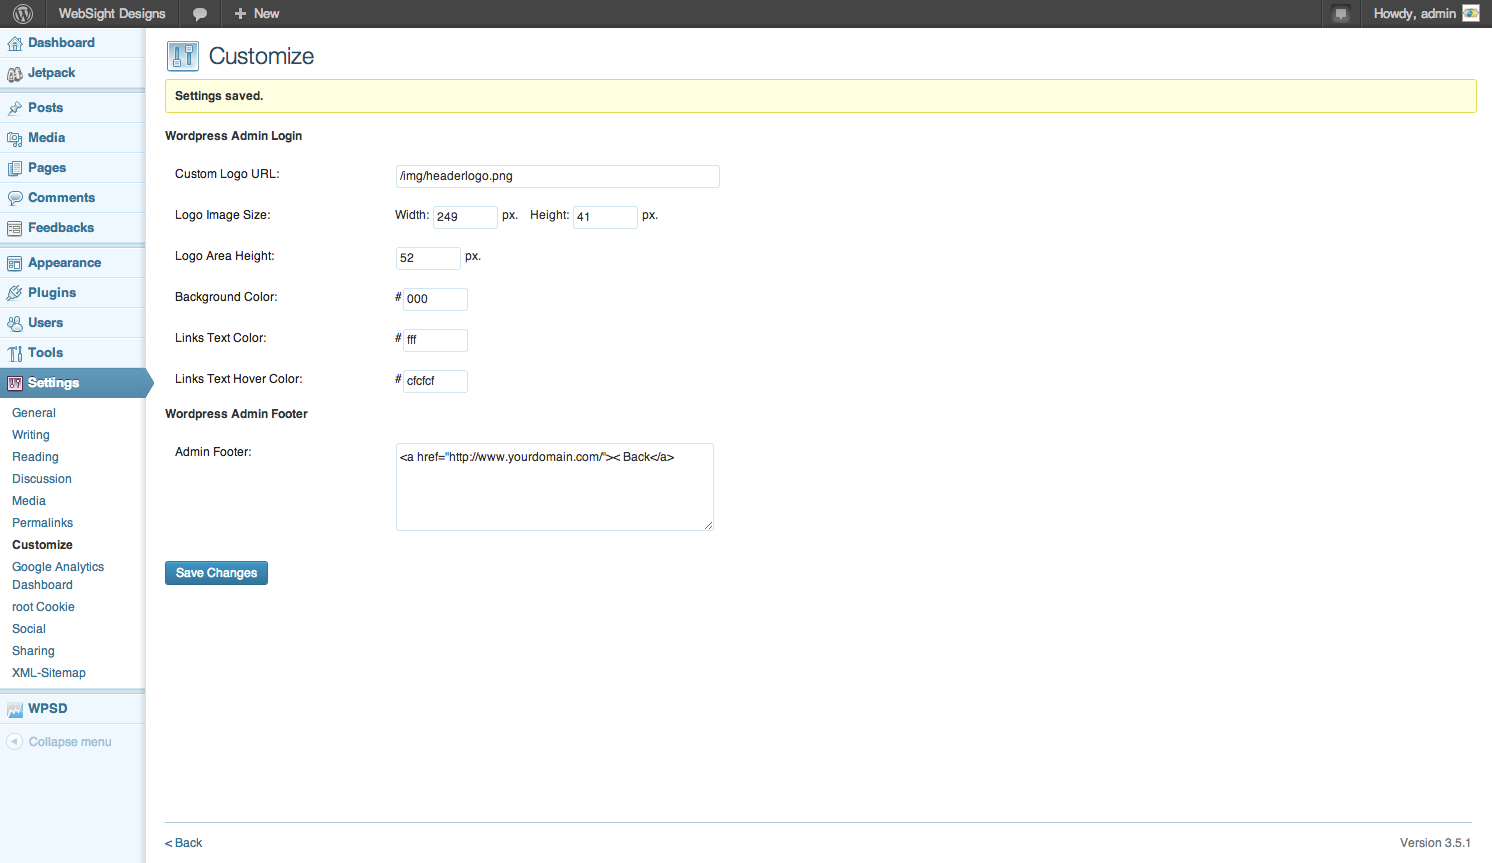 WebSight Designs
New
Howdy, admin
Dashboard
Jetpack
Posts
Media
Pages
Comments
Feedbacks
Appearance
Plugins
Users
Tools
Settings
General
Writing
Reading
Discussion
Media
Permalinks
Customize
Google Analytics
Dashboard
root Cookie
Social
Sharing
XML-Sitemap
WPSD
Collapse menu
Customize
Settings saved.
Wordpress Admin Login
Custom Logo URL: /img/headerlogo.png
Logo Image Size: Width: 249 px. Height: 41 px.
Logo Area Height: 52 px.
Background Color: # 000
Links Text Color: # fff
Links Text Hover Color: # cfcfcf
Wordpress Admin Footer
Admin Footer: <a href="http://www.yourdomain.com/">< Back</a>
Save Changes
< Back
Version 3.5.1